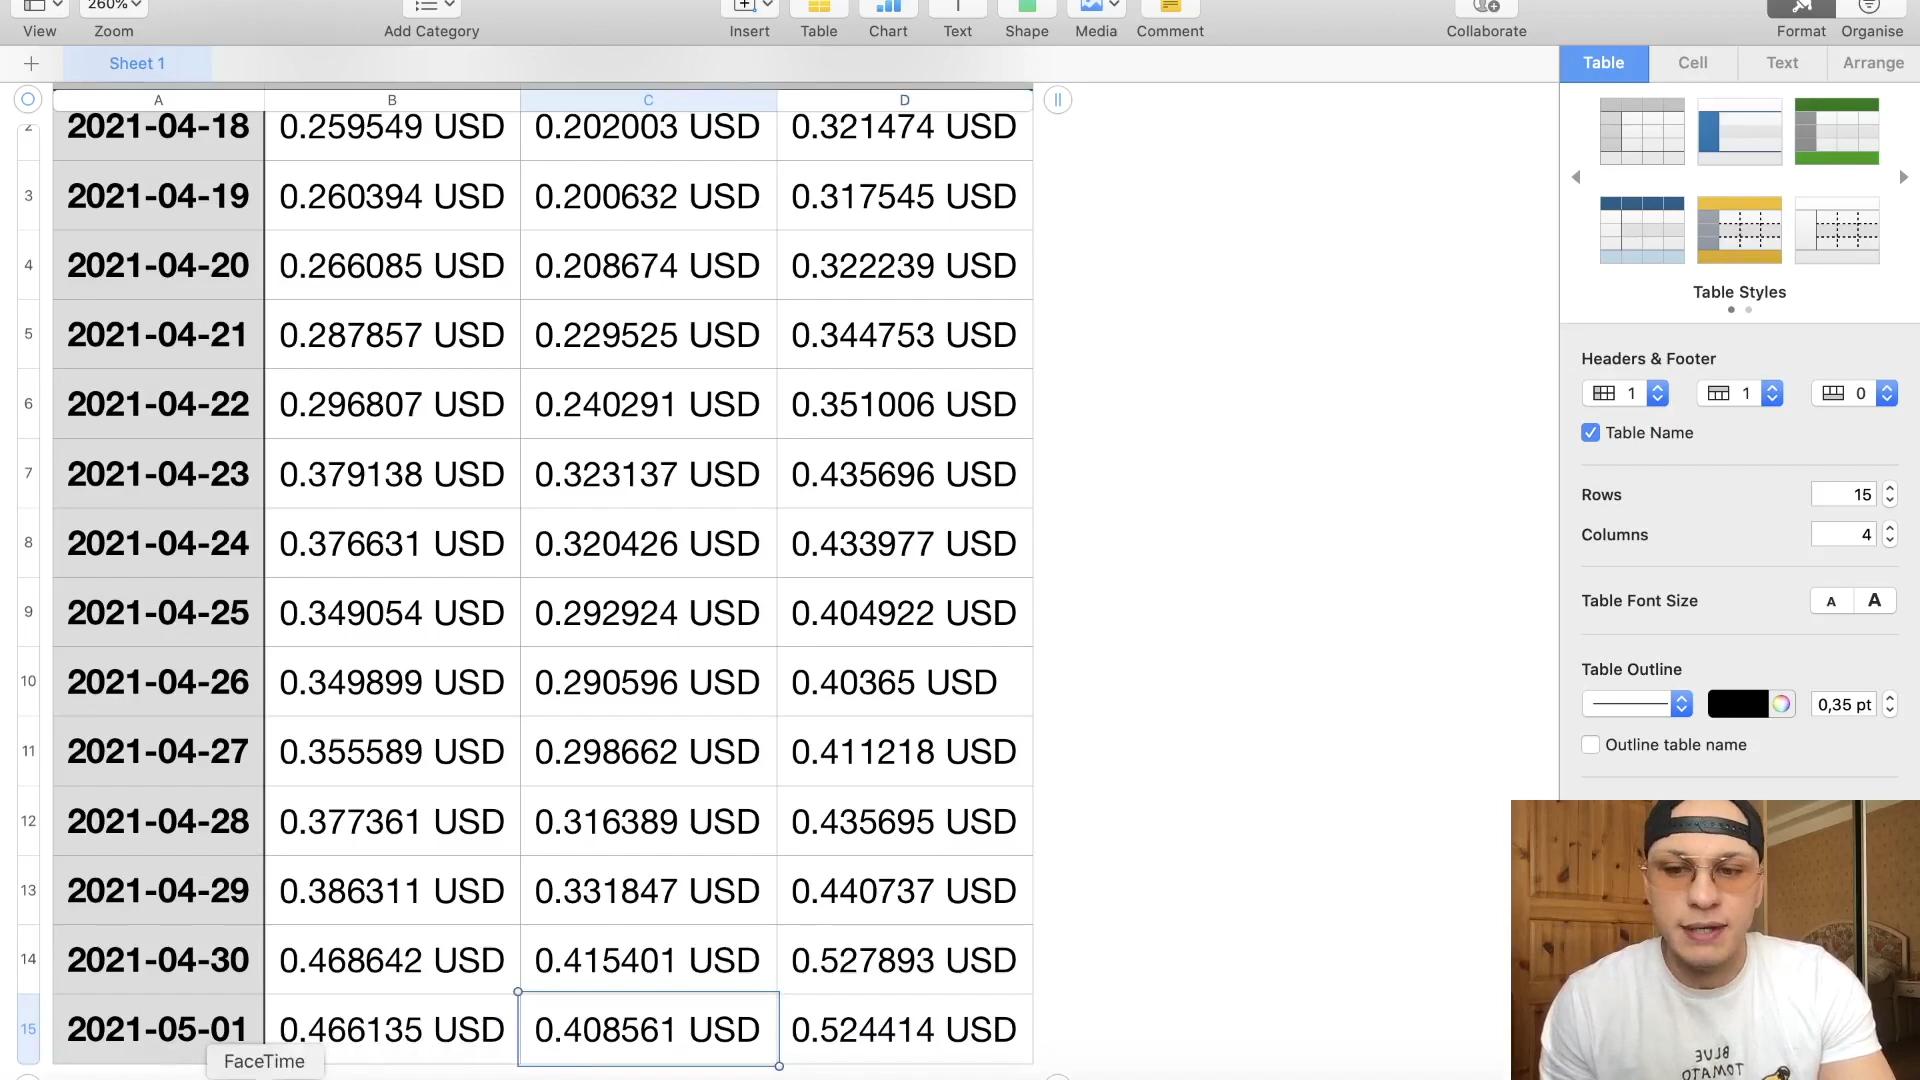 260%
View
Zoom
Add Category
Insert
Table
Chart
Text
Shape
Media
Comment
Collaborate
Format
Organise
Sheet 1
Table
Cell
Text
Arrange
A B C D
2 2021-04-18 0.259549 USD 0.202003 USD 0.321474 USD
3 2021-04-19 0.260394 USD 0.200632 USD 0.317545 USD
4 2021-04-20 0.266085 USD 0.208674 USD 0.322239 USD
5 2021-04-21 0.287857 USD 0.229525 USD 0.344753 USD
6 2021-04-22 0.296807 USD 0.240291 USD 0.351006 USD
7 2021-04-23 0.379138 USD 0.323137 USD 0.435696 USD
8 2021-04-24 0.376631 USD 0.320426 USD 0.433977 USD
9 2021-04-25 0.349054 USD 0.292924 USD 0.404922 USD
10 2021-04-26 0.349899 USD 0.290596 USD 0.40365 USD
11 2021-04-27 0.355589 USD 0.298662 USD 0.411218 USD
12 2021-04-28 0.377361 USD 0.316389 USD 0.435695 USD
13 2021-04-29 0.386311 USD 0.331847 USD 0.440737 USD
14 2021-04-30 0.468642 USD 0.415401 USD 0.527893 USD
15 2021-05-01 0.466135 USD 0.408561 USD 0.524414 USD
FaceTime
Table Styles
Headers & Footer
1 1 0
Table Name
Rows 15
Columns 4
Table Font Size A A
Table Outline
0,35 pt
Outline table name
BLUE
TOMATO